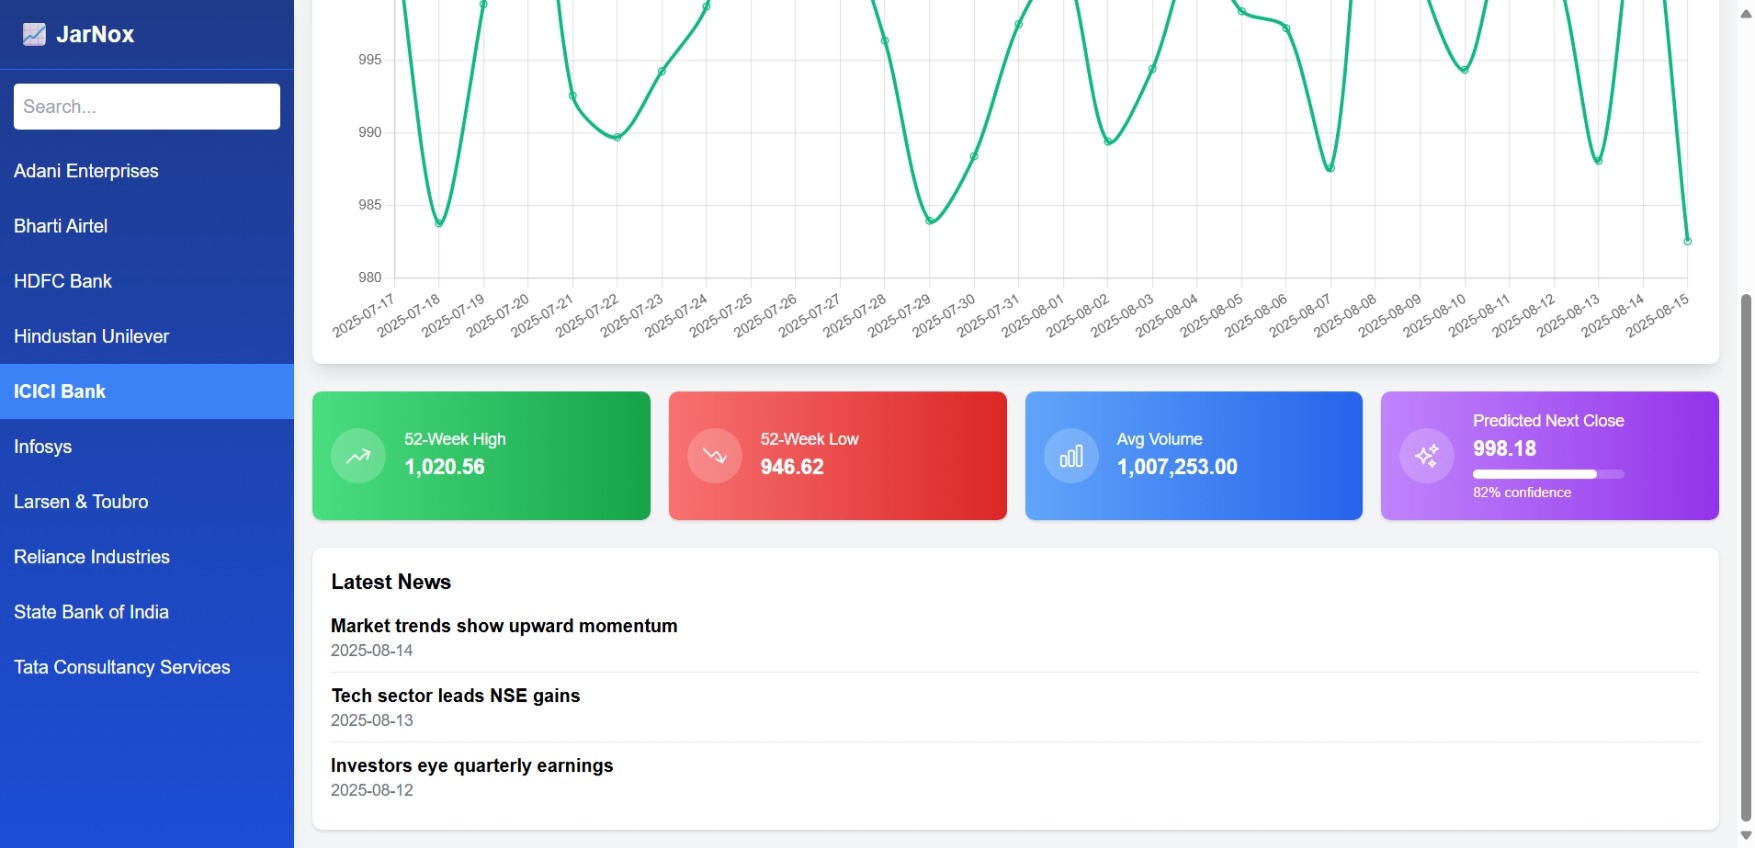 JarNox
Search...
Adani Enterprises
Bharti Airtel
HDFC Bank
Hindustan Unilever
ICICI Bank
Infosys
Larsen & Toubro
Reliance Industries
State Bank of India
Tata Consultancy Services
995
990
985
980
2025-07-17
2025-07-18
2025-07-19
2025-07-20
2025-07-21
2025-07-22
2025-07-23
2025-07-24
2025-07-25
2025-07-26
2025-07-27
2025-07-28
2025-07-29
2025-07-30
2025-07-31
2025-08-01
2025-08-02
2025-08-03
2025-08-04
2025-08-05
2025-08-06
2025-08-07
2025-08-08
2025-08-09
2025-08-10
2025-08-11
2025-08-12
2025-08-13
2025-08-14
2025-08-15
52-Week High
1,020.56
52-Week Low
946.62
Avg Volume
1,007,253.00
Predicted Next Close
998.18
82% confidence
Latest News
Market trends show upward momentum
2025-08-14
Tech sector leads NSE gains
2025-08-13
Investors eye quarterly earnings
2025-08-12